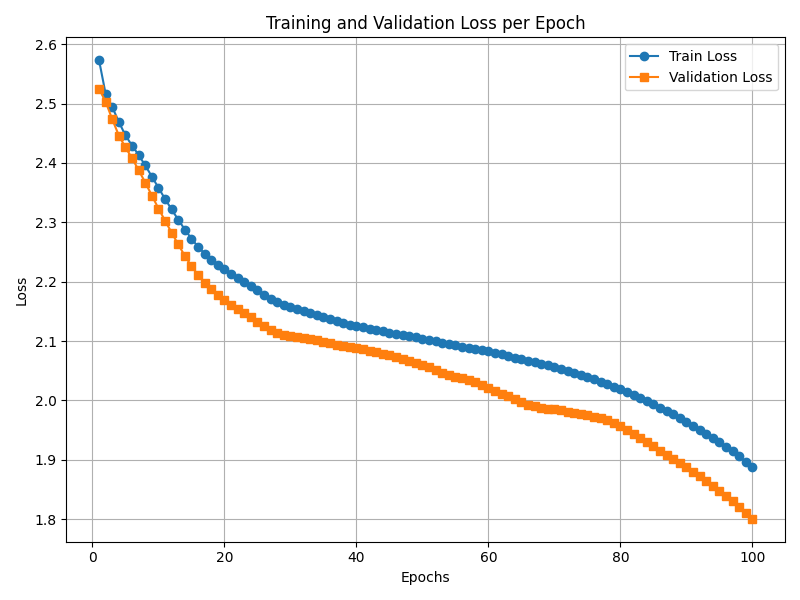 Training and Validation Loss per Epoch
Train Loss
Validation Loss
2.6
2.5
2.4
2.3
2.2
2.1
2.0
1.9
1.8
Loss
0 20 40 60 80 100
Epochs